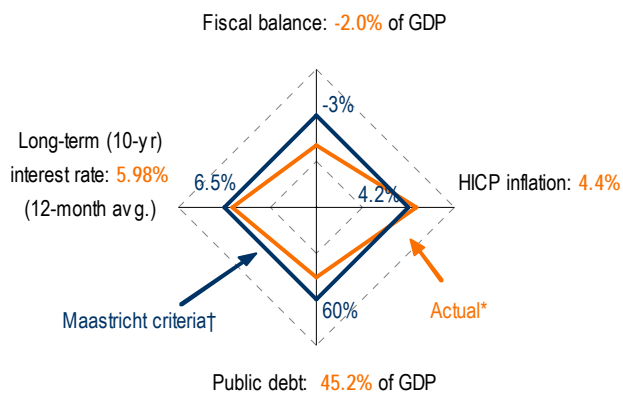 Fiscal balance: -2.0% of GDP
-3%
Long-term (10-yr)
interest rate: 5.98%
(12-month avg.)
6.5%
4.2%
HICP inflation: 4.4%
Maastricht criteria†
60%
Actual*
Public debt: 45.2% of GDP